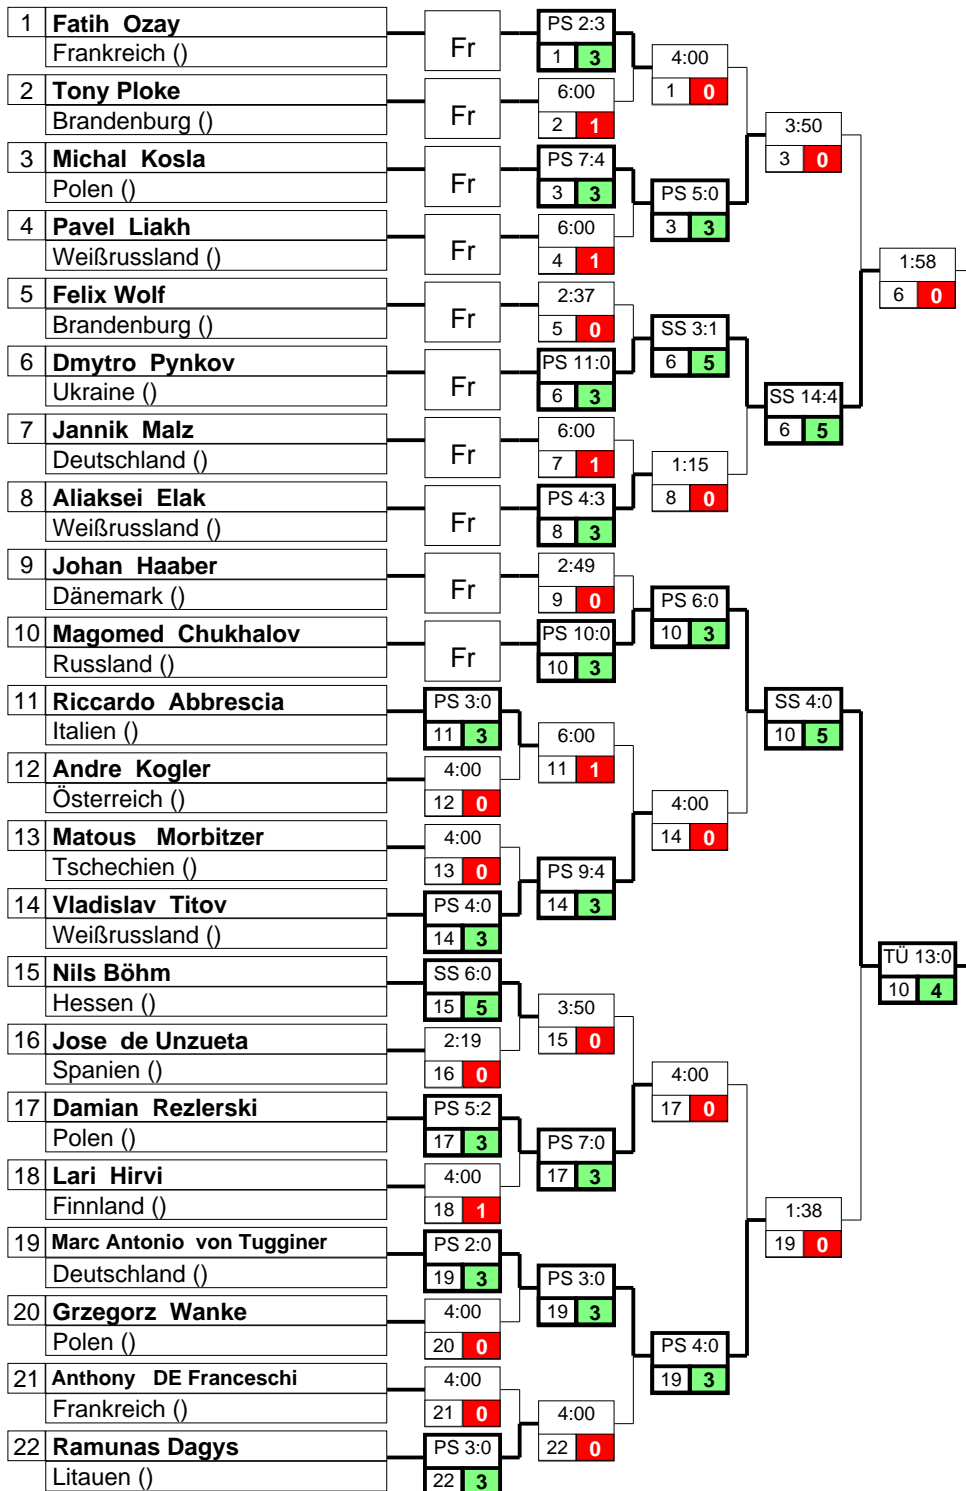 1 Fatih Ozay
Frankreich ()
Fr
PS 2:3
1 3
4:00
1 0
2 Tony Ploke
Brandenburg ()
Fr
6:00
2 1
3:50
3 0
3 Michal Kosla
Polen ()
Fr
PS 7:4
3 3
PS 5:0
3 3
4 Pavel Liakh
Weißrussland ()
Fr
6:00
4 1
1:58
6 0
5 Felix Wolf
Brandenburg ()
Fr
2:37
5 0
SS 3:1
6 5
6 Dmytro Pynkov
Ukraine ()
Fr
PS 11:0
6 3
SS 14:4
6 5
7 Jannik Malz
Deutschland ()
Fr
6:00
7 1
1:15
8 0
8 Aliaksei Elak
Weißrussland ()
Fr
PS 4:3
8 3
9 Johan Haaber
Dänemark ()
Fr
2:49
9 0
PS 6:0
10 3
10 Magomed Chukhalov
Russland ()
Fr
PS 10:0
10 3
11 Riccardo Abbrescia
Italien ()
PS 3:0
11 3
6:00
11 1
SS 4:0
10 5
12 Andre Kogler
Österreich ()
4:00
12 0
4:00
14 0
13 Matous Morbitzer
Tschechien ()
4:00
13 0
PS 9:4
14 3
14 Vladislav Titov
Weißrussland ()
PS 4:0
14 3
TÜ 13:0
10 4
15 Nils Böhm
Hessen ()
SS 6:0
15 5
3:50
15 0
16 Jose de Unzueta
Spanien ()
2:19
16 0
4:00
17 0
17 Damian Rezlerski
Polen ()
PS 5:2
17 3
PS 7:0
17 3
18 Lari Hirvi
Finnland ()
4:00
18 1
1:38
19 0
19 Marc Antonio von Tugginer
Deutschland ()
PS 2:0
19 3
PS 3:0
19 3
20 Grzegorz Wanke
Polen ()
4:00
20 0
PS 4:0
19 3
21 Anthony DE Franceschi
Frankreich ()
4:00
21 0
4:00
22 0
22 Ramunas Dagys
Litauen ()
PS 3:0
22 3